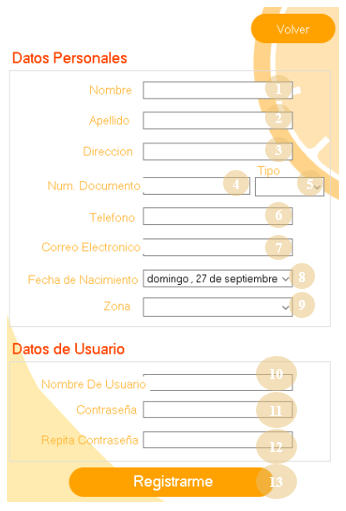 Volver
Datos Personales
Nombre 1
Apellido 2
Direccion 3
Tipo
Num. Documento 4 5
Telefono 6
Correo Electronico 7
Fecha de Nacimiento domingo , 27 de septiembre 8
Zona 9
Datos de Usuario
Nombre De Usuario 10
Contraseña 11
Repita Contraseña 12
Registrarme 13